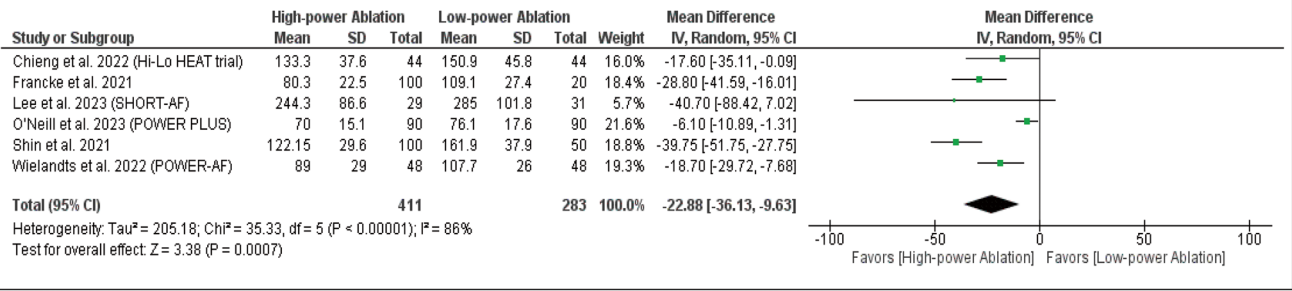 High-power Ablation Low-power Ablation Mean Difference Mean Difference
Study or Subgroup Mean SD Total Mean SD Total Weight IV, Random, 95% CI IV, Random, 95% CI
Chieng et al. 2022 (Hi-Lo HEAT trial) 133.3 37.6 44 150.9 45.8 44 16.0% -17.60 [-35.11, -0.09]
Francke et al. 2021 80.3 22.5 100 109.1 27.4 20 18.4% -28.80 [-41.59, -16.01]
Lee et al. 2023 (SHORT-AF) 244.3 86.6 29 285 101.8 31 5.7% -40.70 [-88.42, 7.02]
O'Neill et al. 2023 (POWER PLUS) 70 15.1 90 76.1 17.6 90 21.6% -6.10 [-10.89, -1.31]
Shin et al. 2021 122.15 29.6 100 161.9 37.9 50 18.8% -39.75 [-51.75, -27.75]
Wielandts et al. 2022 (POWER-AF) 89 29 48 107.7 26 48 19.3% -18.70 [-29.72, -7.68]
Total (95% CI) 411 283 100.0% -22.88 [-36.13, -9.63]
Heterogeneity: Tau² = 205.18; Chi² = 35.33, df = 5 (P < 0.00001); I² = 86%
Test for overall effect: Z = 3.38 (P = 0.0007)
-100 -50 0 50 100
Favors [High-power Ablation] Favors [Low-power Ablation]